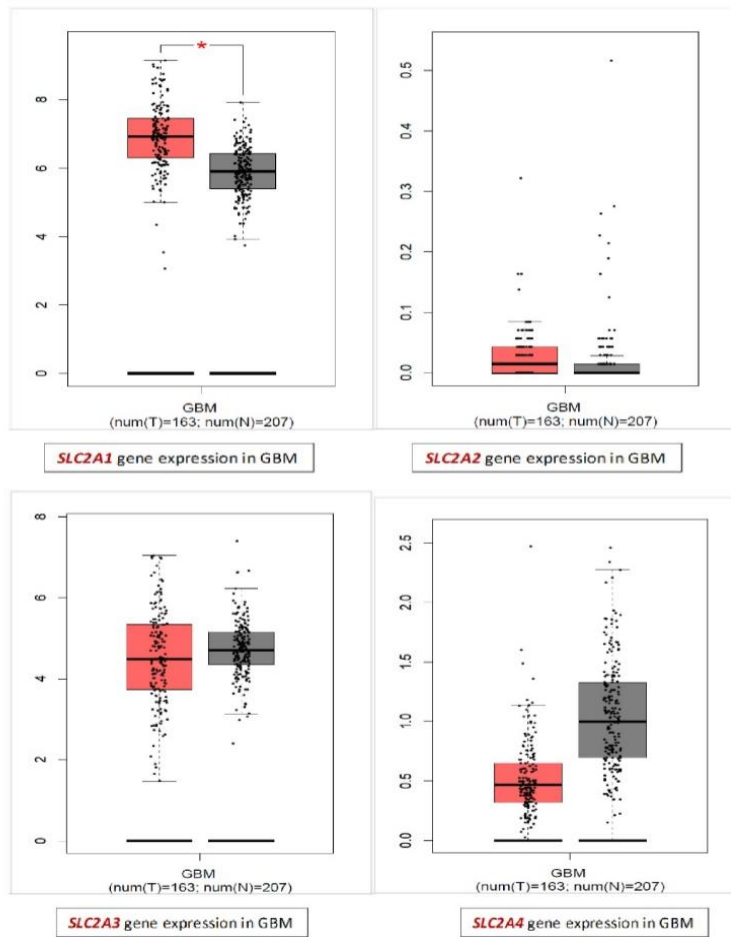 *
8
6
4
2
0
GBM
(num(T)=163; num(N)=207)
SLC2A1 gene expression in GBM
0.5
0.4
0.3
0.2
0.1
0.0
GBM
(num(T)=163; num(N)=207)
SLC2A2 gene expression in GBM
8
6
4
2
0
GBM
(num(T)=163; num(N)=207)
SLC2A3 gene expression in GBM
2.5
2.0
1.5
1.0
0.5
0.0
GBM
(num(T)=163; num(N)=207)
SLC2A4 gene expression in GBM